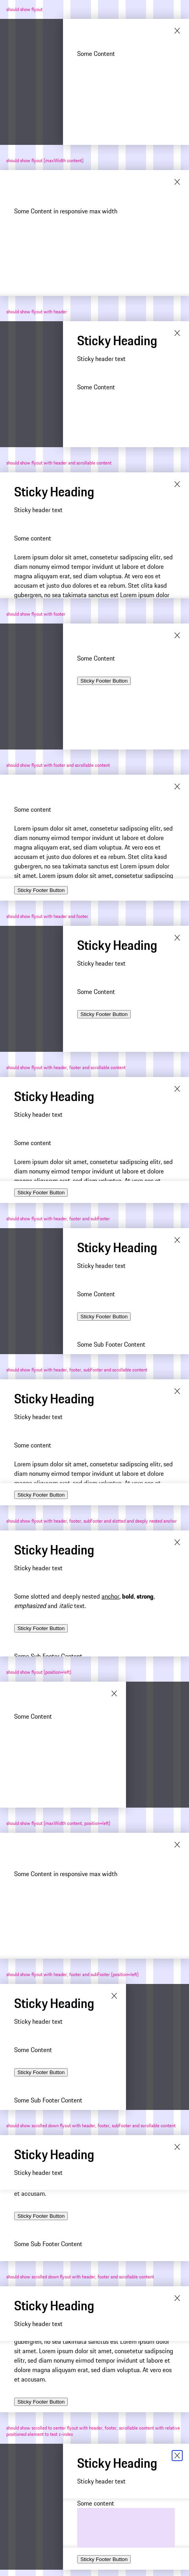 should show flyout
Some Content
should show flyout (maxWidth content)
Some Content in responsive max width
should show flyout with header
Sticky Heading
Sticky header text
Some Content
should show flyout with header and scrollable content
Sticky Heading
Sticky header text
Some content
Lorem ipsum dolor sit amet, consetetur sadipscing elitr, sed
diam nonumy eirmod tempor invidunt ut labore et dolore
magna aliquyam erat, sed diam voluptua. At vero eos et
accusam et justo duo dolores et ea rebum. Stet clita kasd
gubergren, no sea takimata sanctus est Lorem ipsum dolor
should show flyout with footer
Some Content
Sticky Footer Button
should show flyout with footer and scrollable content
Some content
Lorem ipsum dolor sit amet, consetetur sadipscing elitr, sed
diam nonumy eirmod tempor invidunt ut labore et dolore
magna aliquyam erat, sed diam voluptua. At vero eos et
accusam et justo duo dolores et ea rebum. Stet clita kasd
gubergren, no sea takimata sanctus est Lorem ipsum dolor
sit amet. Lorem ipsum dolor sit amet, consetetur sadipscing
Sticky Footer Button
should show flyout with header and footer
Sticky Heading
Sticky header text
Some Content
Sticky Footer Button
should show flyout with header, footer and scrollable content
Sticky Heading
Sticky header text
Some content
Lorem ipsum dolor sit amet, consetetur sadipscing elitr, sed
diam nonumy eirmod tempor invidunt ut labore et dolore
magna aliquyam erat, sed diam voluptua. At vero eos et
Sticky Footer Button
should show flyout with header, footer and subFooter
Sticky Heading
Sticky header text
Some Content
Sticky Footer Button
Some Sub Footer Content
should show flyout with header, footer, subFooter and scrollable content
Sticky Heading
Sticky header text
Some content
Lorem ipsum dolor sit amet, consetetur sadipscing elitr, sed
diam nonumy eirmod tempor invidunt ut labore et dolore
magna aliquyam erat, sed diam voluptua. At vero eos et
Sticky Footer Button
should show flyout with header, footer, subFooter and slotted and deeply nested anchor
Sticky Heading
Sticky header text
Some slotted and deeply nested anchor, bold, strong,
emphasized and italic text.
Sticky Footer Button
Some Sub Footer Content
should show flyout (position=left)
Some Content
should show flyout (maxWidth content, position=left)
Some Content in responsive max width
should show flyout with header, footer and subFooter (position=left)
Sticky Heading
Sticky header text
Some Content
Sticky Footer Button
Some Sub Footer Content
should show scrolled down flyout with header, footer, subFooter and scrollable content
Sticky Heading
Sticky header text
et accusam.
Sticky Footer Button
Some Sub Footer Content
should show scrolled down flyout with header, footer and scrollable content
Sticky Heading
Sticky header text
gubergren, no sea takimata sanctus est Lorem ipsum dolor
sit amet. Lorem ipsum dolor sit amet, consetetur sadipscing
elitr, sed diam nonumy eirmod tempor invidunt ut labore et
dolore magna aliquyam erat, sed diam voluptua. At vero eos
et accusam.
Sticky Footer Button
should show scrolled to center flyout with header, footer, scrollable content with relative
positioned element to test z-index
Sticky Heading
Sticky header text
Some content
Sticky Footer Button